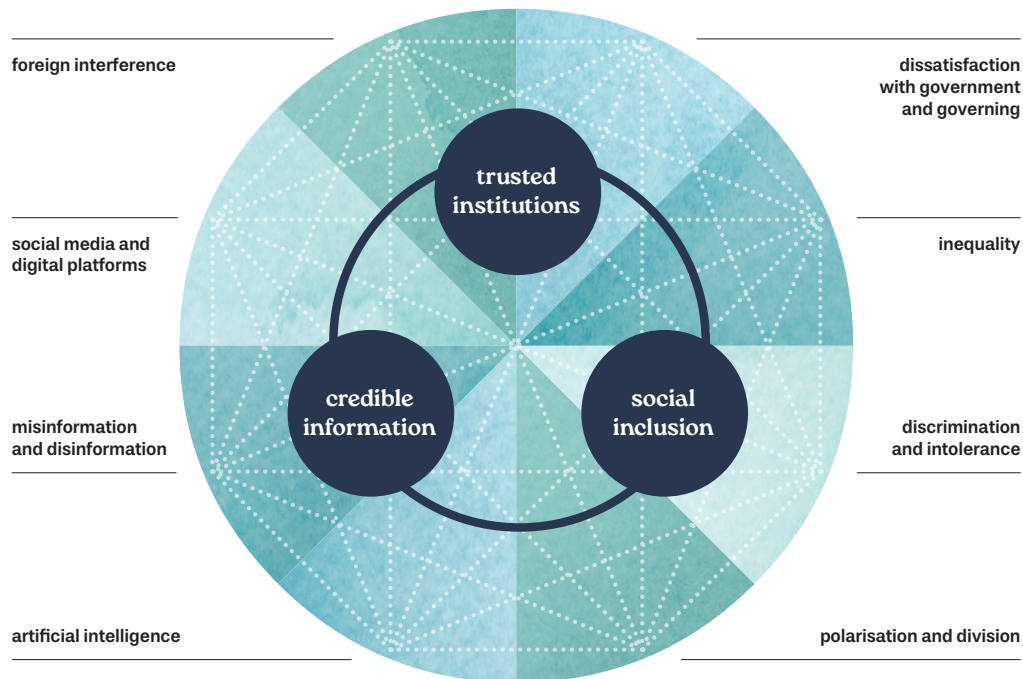 foreign interference
dissatisfaction
with government
and governing
trusted
institutions
social media and
digital platforms
inequality
credible
information
social
inclusion
misinformation
and disinformation
discrimination
and intolerance
artificial intelligence
polarisation and division